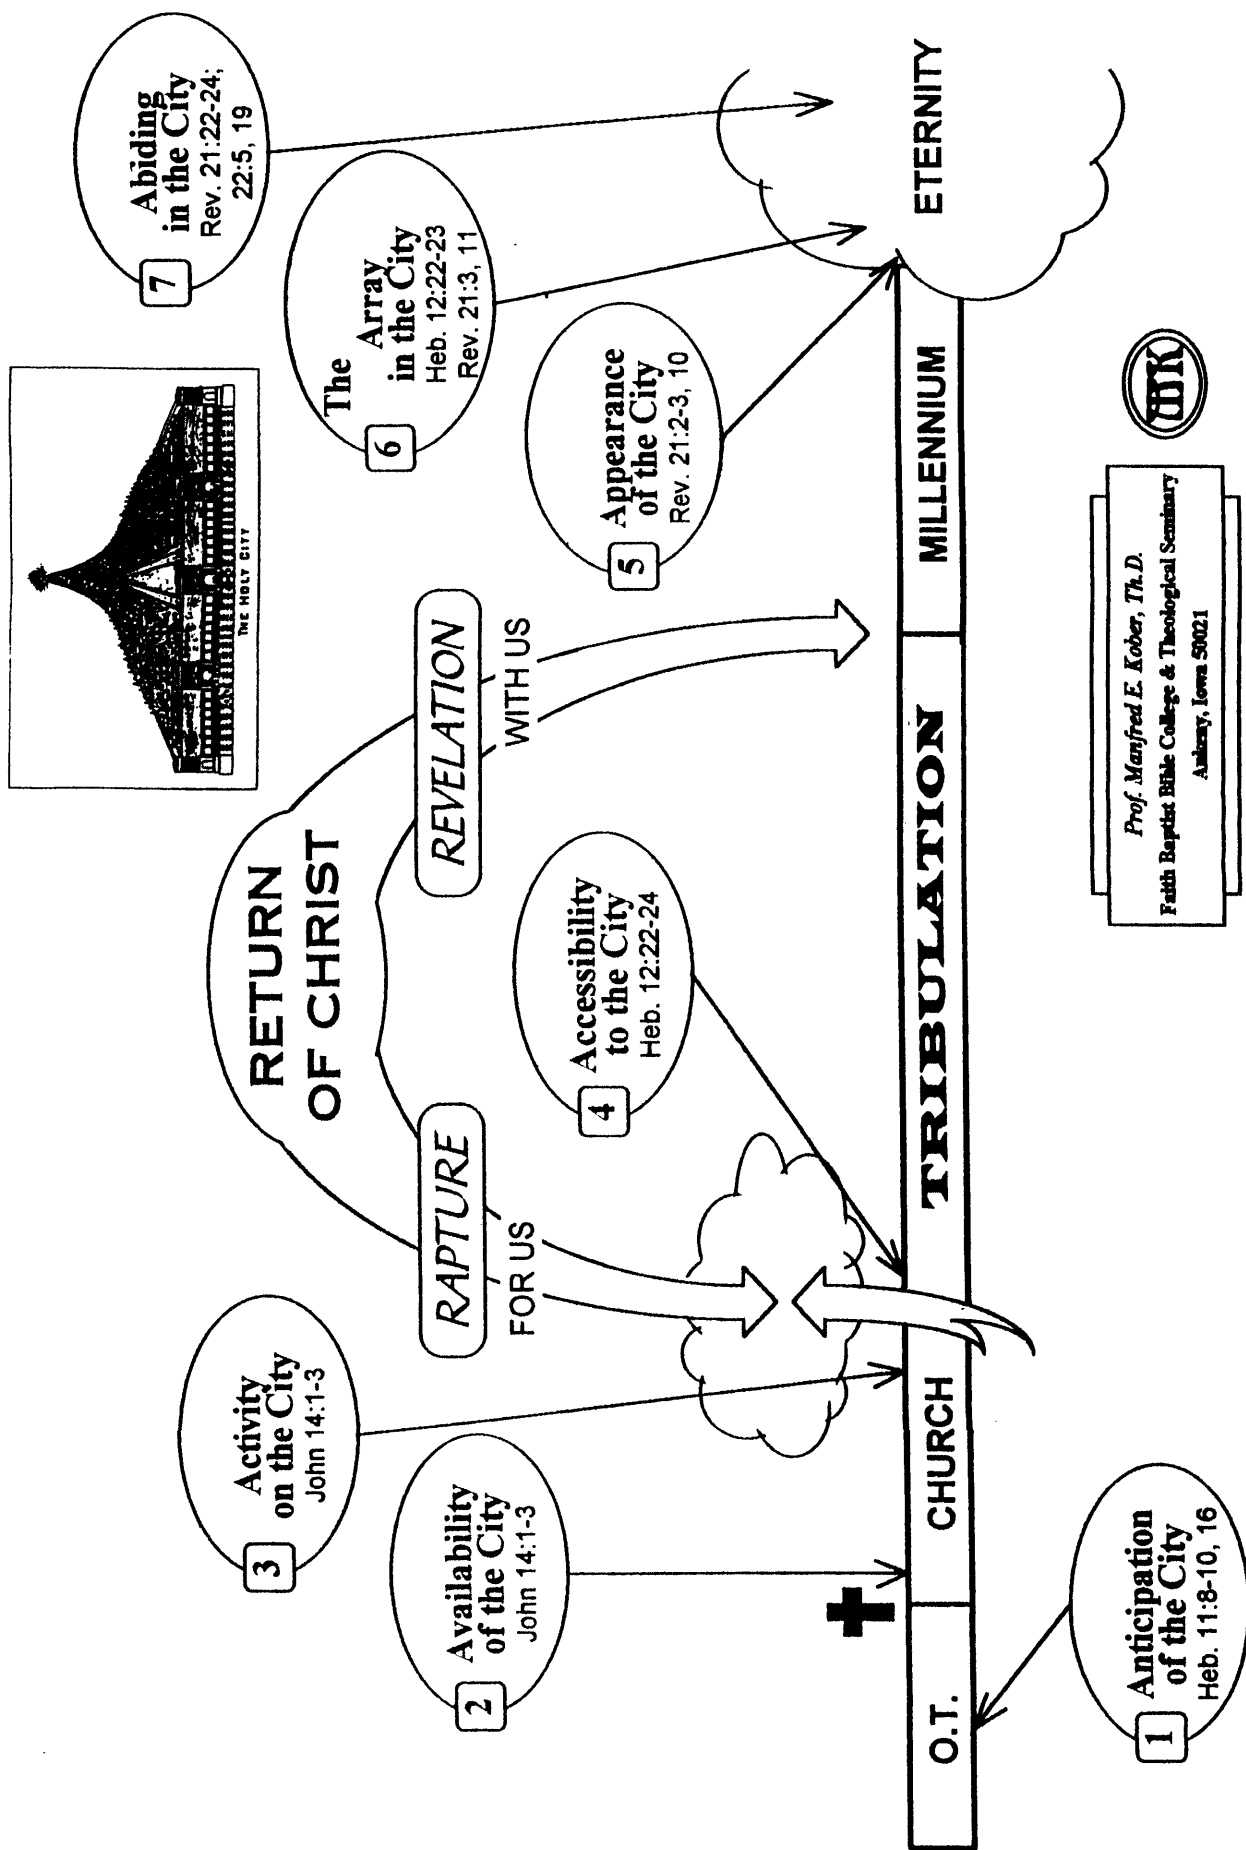 THE HOLY CITY
RETURN
OF CHRIST
RAPTURE
FOR US
REVELATION
WITH US
1
Anticipation
of the City
Heb. 11:8-10, 16
2
Availability
of the City
John 14:1-3
3
Activity
on the City
John 14:1-3
4
Accessibility
to the City
Heb. 12:22-24
5
Appearance
of the City
Rev. 21:2-3, 10
6
The
Array
in the City
Heb. 12:22-23
Rev. 21:3, 11
7
Abiding
in the City
Rev. 21:22-24;
22:5, 19
O.T.
CHURCH
TRIBULATION
MILLENNIUM
ETERNITY
Prof. Manfred E. Kober, Th.D.
Faith Baptist Bible College & Theological Seminary
Ankeny, Iowa 50021